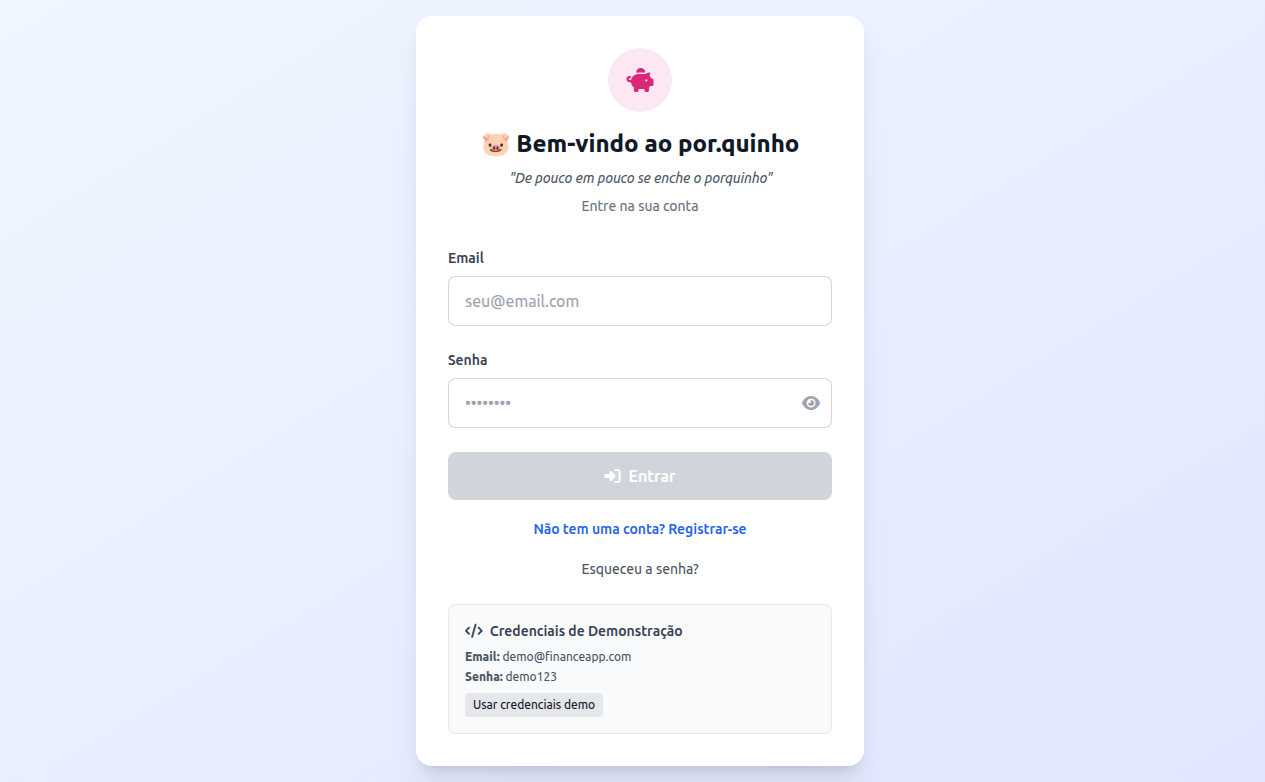 🐷 Bem-vindo ao por.quinho
"De pouco em pouco se enche o porquinho"
Entre na sua conta
Email
seu@email.com
Senha
••••••••
Entrar
Não tem uma conta? Registrar-se
Esqueceu a senha?
</> Credenciais de Demonstração
Email: demo@financeapp.com
Senha: demo123
Usar credenciais demo